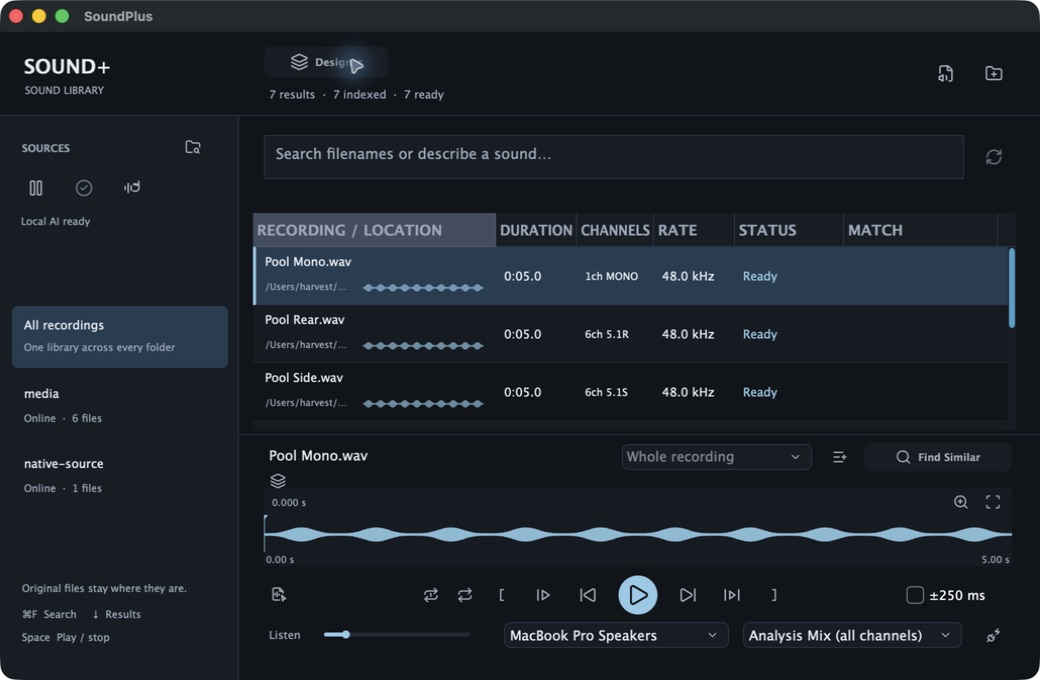 SoundPlus
SOUND+
SOUND LIBRARY
7 results · 7 indexed · 7 ready
SOURCES
Local AI ready
All recordings
One library across every folder
media
Online · 6 files
native-source
Online · 1 files
Original files stay where they are.
⌘F Search ↓ Results
Space Play / stop
Search filenames or describe a sound...
RECORDING / LOCATION DURATION CHANNELS RATE STATUS MATCH
Pool Mono.wav
/Users/harvest/... 0:05.0 1ch MONO 48.0 kHz Ready
Pool Rear.wav
/Users/harvest/... 0:05.0 6ch 5.1R 48.0 kHz Ready
Pool Side.wav
/Users/harvest/... 0:05.0 6ch 5.1S 48.0 kHz Ready
Pool Mono.wav Whole recording Find Similar
0.000 s
0.00 s 5.00 s
[ ] ±250 ms
Listen MacBook Pro Speakers Analysis Mix (all channels)